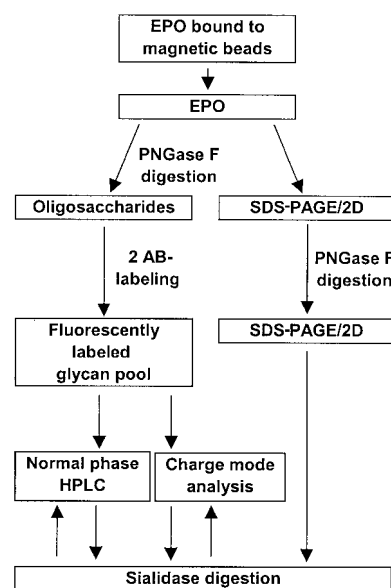 EPO bound to
magnetic beads
EPO
PNGase F
digestion
Oligosaccharides
SDS-PAGE/2D
2 AB-
labeling
PNGase F
digestion
Fluorescently
labeled
glycan pool
SDS-PAGE/2D
Normal phase
HPLC
Charge mode
analysis
Sialidase digestion